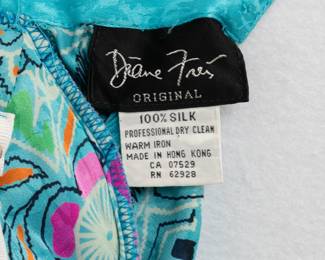 Diane Freis
ORIGINAL
100% SILK
PROFESSIONAL DRY CLEAN
WARM IRON
MADE IN HONG KONG
CA 07529
RN 62928